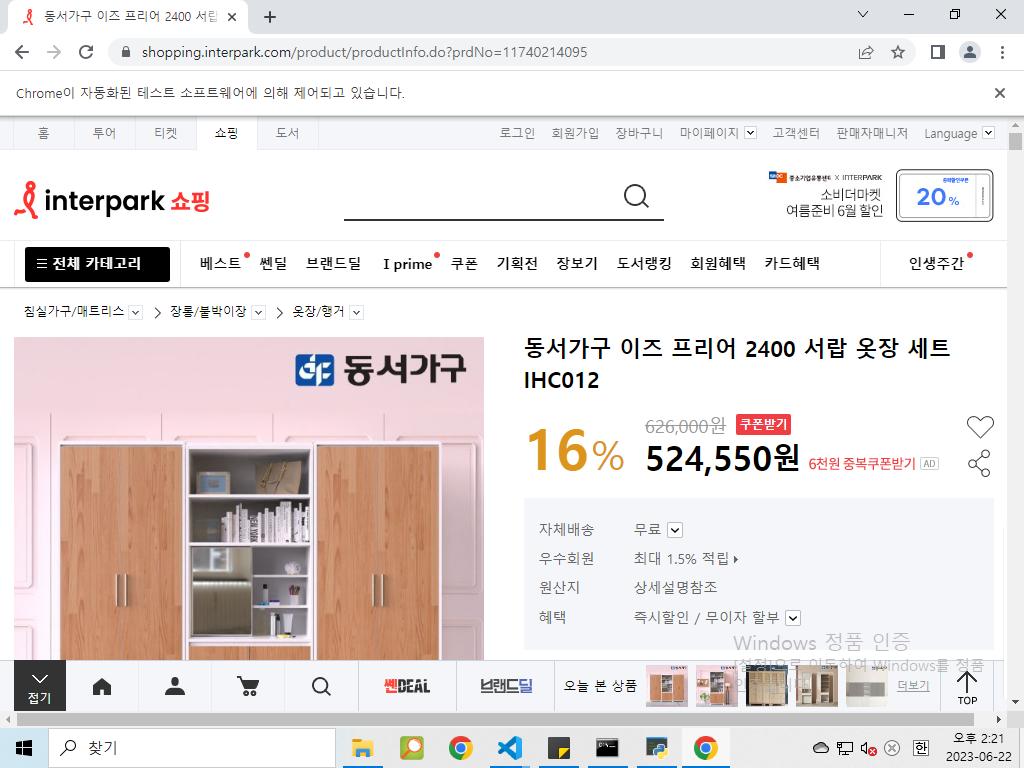 동서가구 이즈 프리어 2400 서랍
shopping.interpark.com/product/productInfo.do?prdNo=11740214095
Chrome이 자동화된 테스트 소프트웨어에 의해 제어되고 있습니다.
홈 투어 티켓 쇼핑 도서 로그인 회원가입 장바구니 마이페이지 고객센터 판매자매니저 Language
interpark 쇼핑
중소기업유통센터 X INTERPARK
소비더마켓
여름준비 6월 할인
중복할인쿠폰
20%
전체 카테고리 베스트 쎈딜 브랜드딜 I prime 쿠폰 기획전 장보기 도서랭킹 회원혜택 카드혜택 인생주간
침실가구/매트리스 > 장롱/붙박이장 > 옷장/행거
동서가구
동서가구 이즈 프리어 2400 서랍 옷장 세트
IHC012
16%
626,000원 쿠폰받기
524,550원 6천원 중복쿠폰받기 AD
자체배송 무료
우수회원 최대 1.5% 적립
원산지 상세설명참조
혜택 즉시할인 / 무이자 할부
NEW YORK
Windows 정품 인증
[설정]으로 이동하여 Windows를 정품
접기 쎈DEAL 브랜드딜 오늘 본 상품 더보기 TOP
찾기
한
오후 2:21
2023-06-22